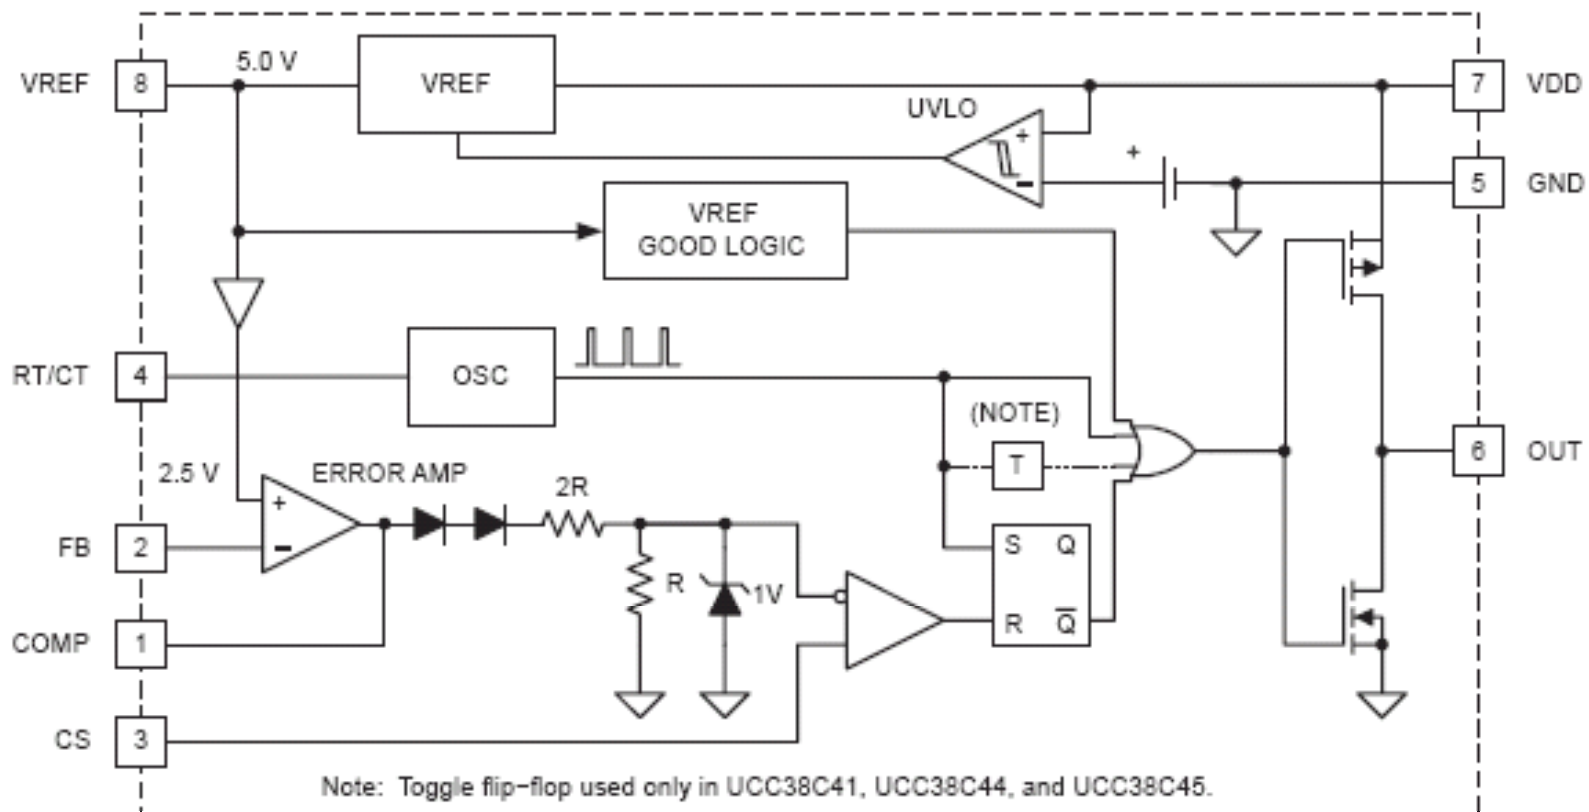 5.0 V
VREF 8
VREF
7 VDD
UVLO
+
−
+
5 GND
VREF
GOOD LOGIC
RT/CT 4
OSC
(NOTE)
T
6 OUT
2.5 V
ERROR AMP
+
−
2R
FB 2
S Q
R
1V
R Q̅
COMP 1
CS 3
Note: Toggle flip−flop used only in UCC38C41, UCC38C44, and UCC38C45.